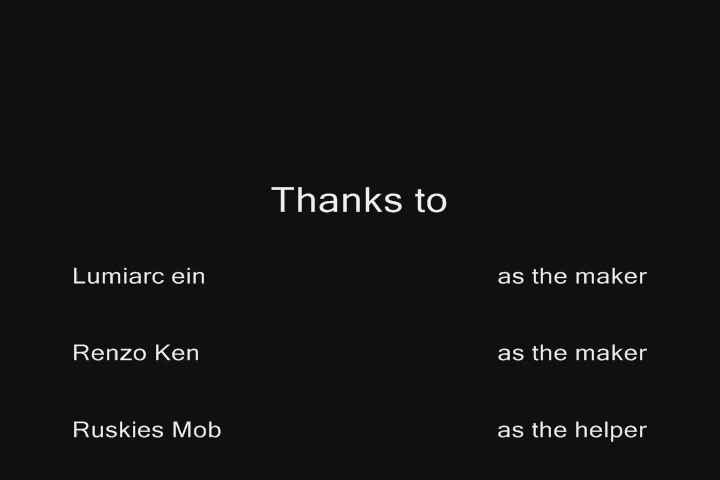 Thanks to
Lumiarc ein as the maker
Renzo Ken as the maker
Ruskies Mob as the helper